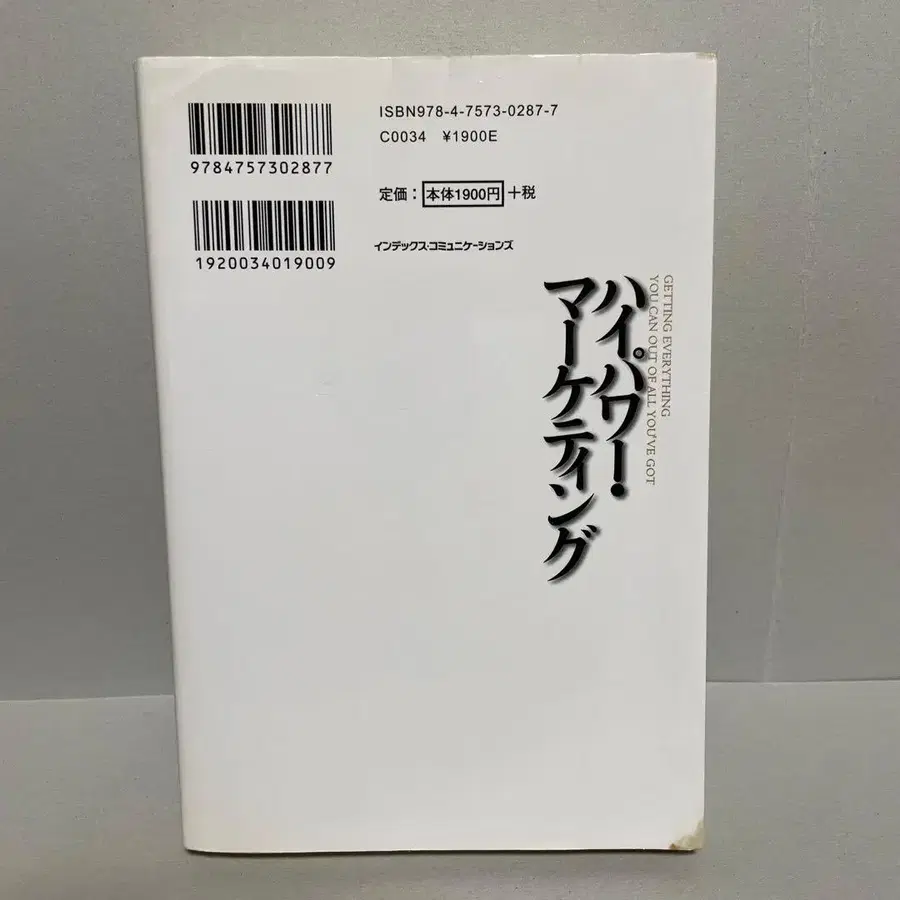 ISBN978-4-7573-0287-7
C0034 ¥1900E
9784757302877
定価：本体1900円+税
1920034019009
インデックス・コミュニケーションズ
GETTING EVERYTHING
YOU CAN OUT OF ALL YOU'VE GOT
ハイパワー・
マーケティング